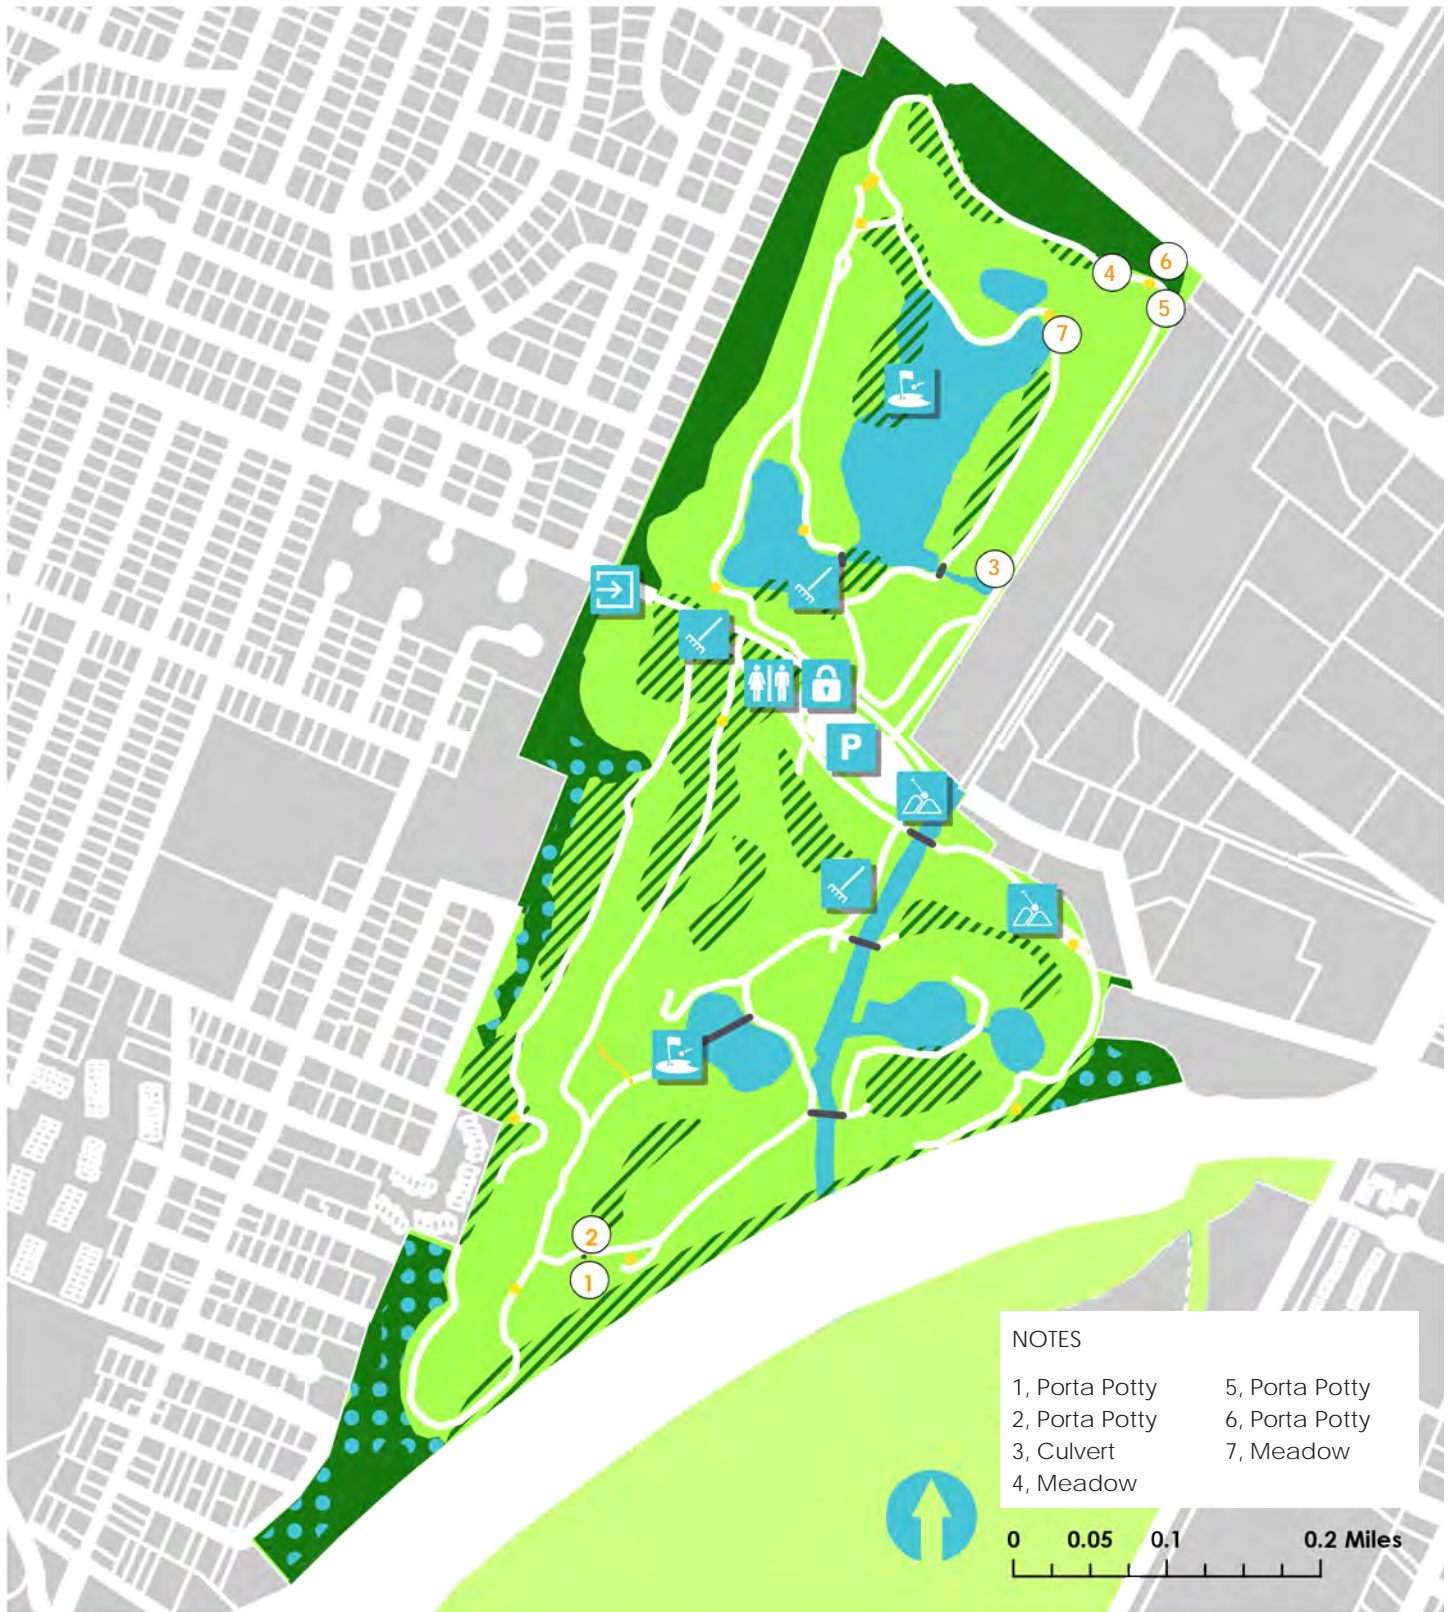 6
4
5
7
3
P
2
1
NOTES
1, Porta Potty
2, Porta Potty
3, Culvert
4, Meadow
5, Porta Potty
6, Porta Potty
7, Meadow
0 0.05 0.1 0.2 Miles